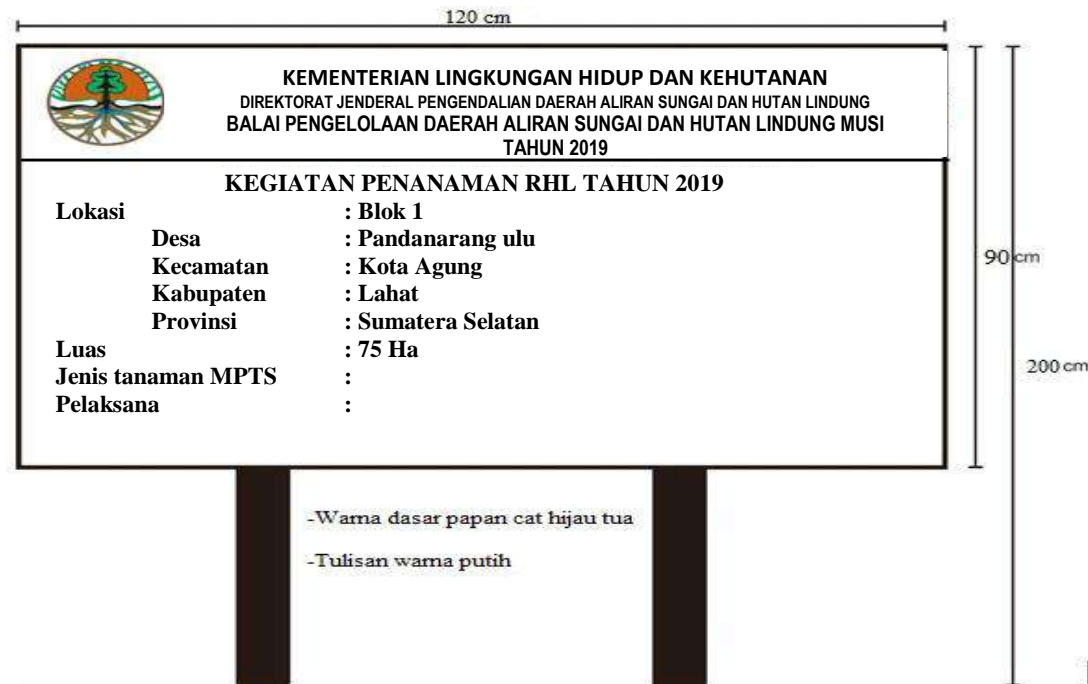 120 cm
KEMENTERIAN LINGKUNGAN HIDUP DAN KEHUTANAN
DIREKTORAT JENDERAL PENGENDALIAN DAERAH ALIRAN SUNGAI DAN HUTAN LINDUNG
BALAI PENGELOLAAN DAERAH ALIRAN SUNGAI DAN HUTAN LINDUNG MUSI
TAHUN 2019
KEGIATAN PENANAMAN RHL TAHUN 2019
Lokasi : Blok 1
Desa : Pandanarang ulu
Kecamatan : Kota Agung
Kabupaten : Lahat
Provinsi : Sumatera Selatan
Luas : 75 Ha
Jenis tanaman MPTS :
Pelaksana :
90 cm
200 cm
-Warna dasar papan cat hijau tua
-Tulisan warna putih